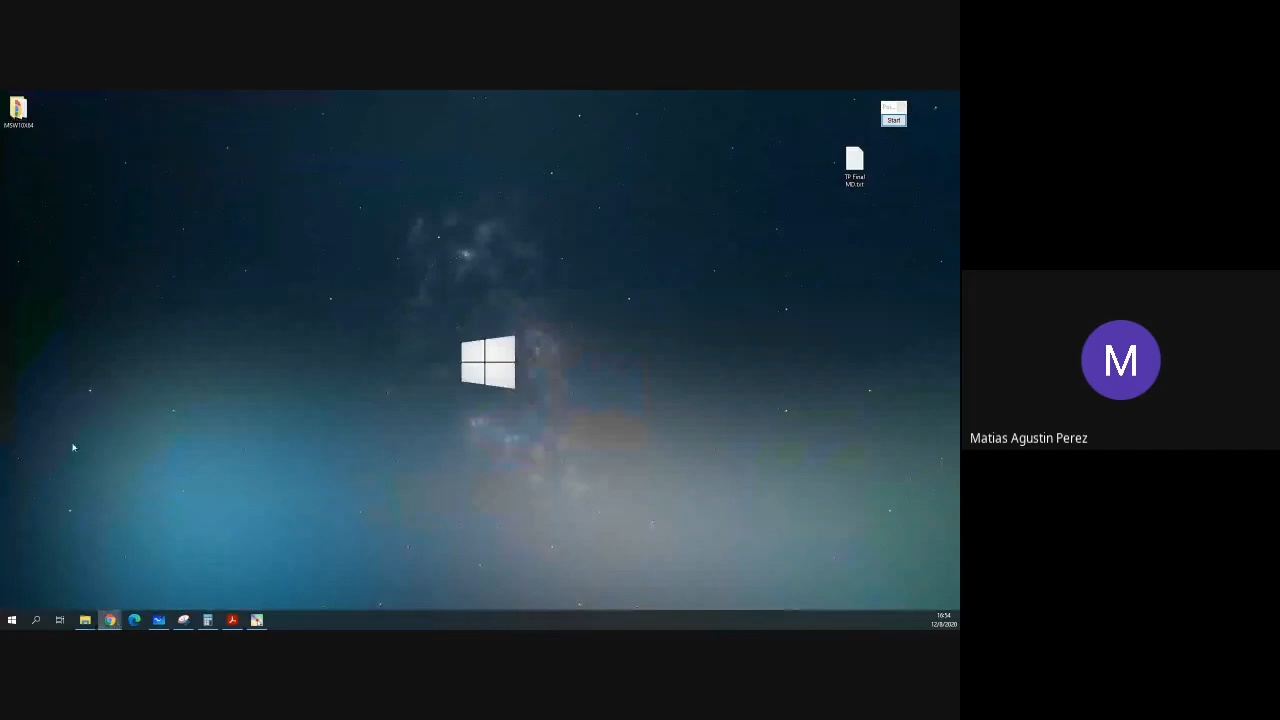 MSW10X64
Start
TP Final
MD.txt
M
Matias Agustin Perez
16:54
12/8/2020